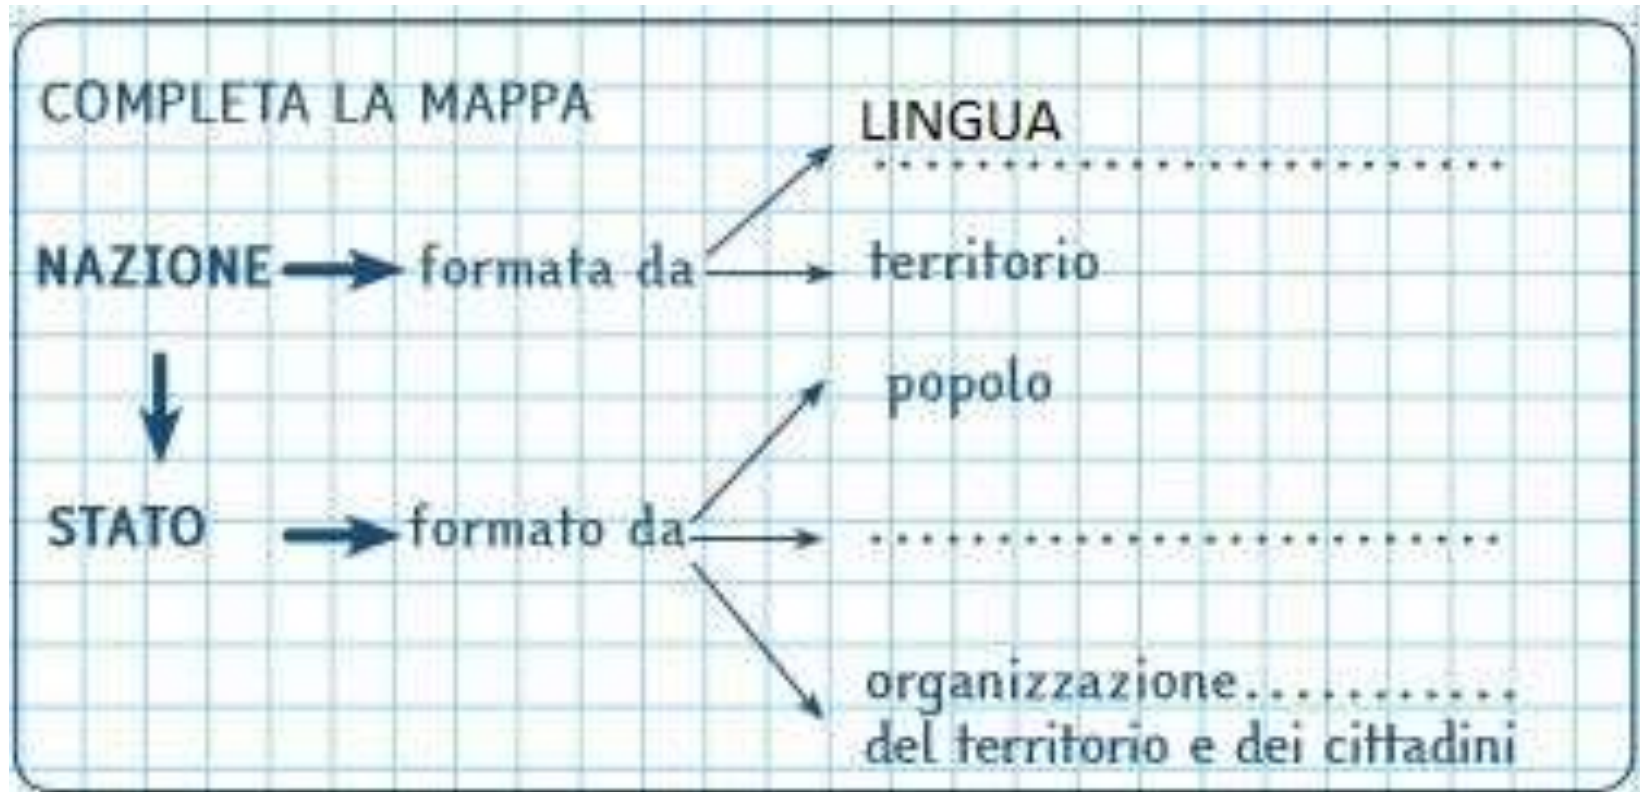 COMPLETA LA MAPPA
LINGUA
...........................
NAZIONE formata da territorio
popolo
STATO formato da ...........................
organizzazione...........
del territorio e dei cittadini